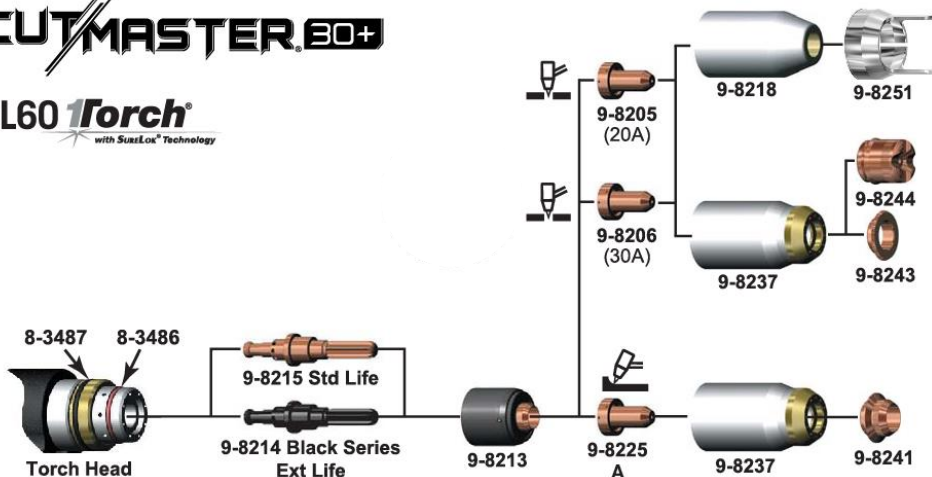 CUTMASTER® 30+
L60 1Torch®
with SureLok® Technology
9-8205
(20A)
9-8218
9-8251
9-8206
(30A)
9-8244
9-8237
9-8243
8-3487
8-3486
9-8215 Std Life
9-8214 Black Series
Ext Life
Torch Head
9-8213
9-8225
A
9-8237
9-8241